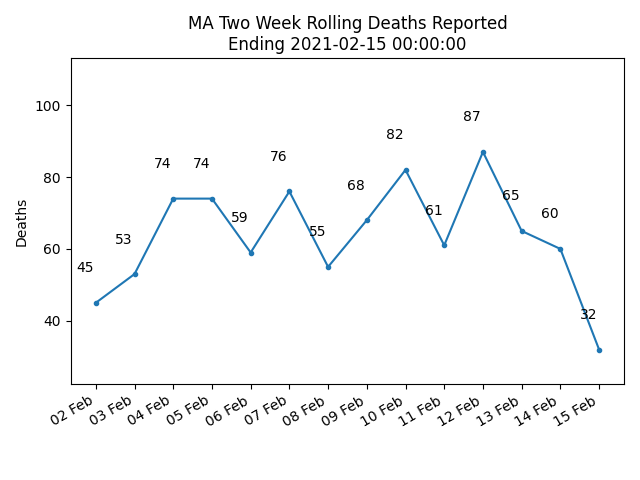 MA Two Week Rolling Deaths Reported
Ending 2021-02-15 00:00:00
Deaths
100
80
60
40
45
53
74
74
59
76
55
68
82
61
87
65
60
32
02 Feb
03 Feb
04 Feb
05 Feb
06 Feb
07 Feb
08 Feb
09 Feb
10 Feb
11 Feb
12 Feb
13 Feb
14 Feb
15 Feb